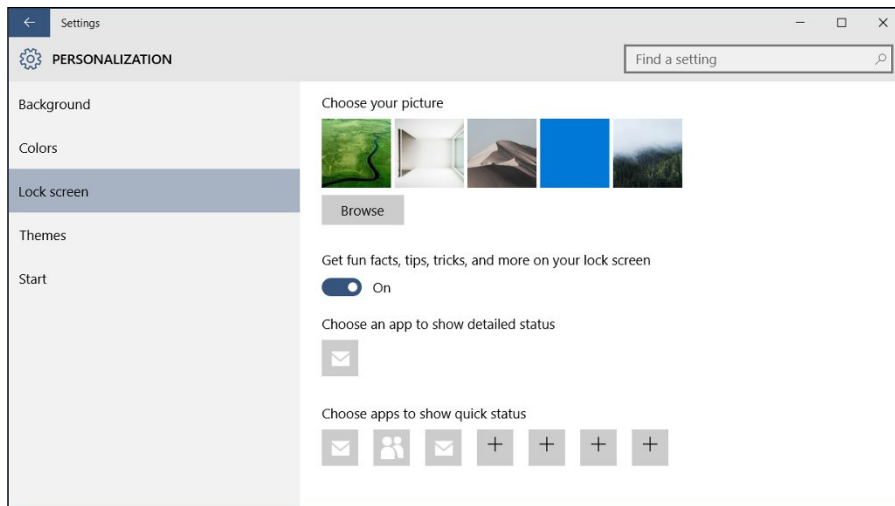 Settings
PERSONALIZATION
Find a setting
Background
Colors
Lock screen
Themes
Start
Choose your picture
Browse
Get fun facts, tips, tricks, and more on your lock screen
On
Choose an app to show detailed status
Choose apps to show quick status